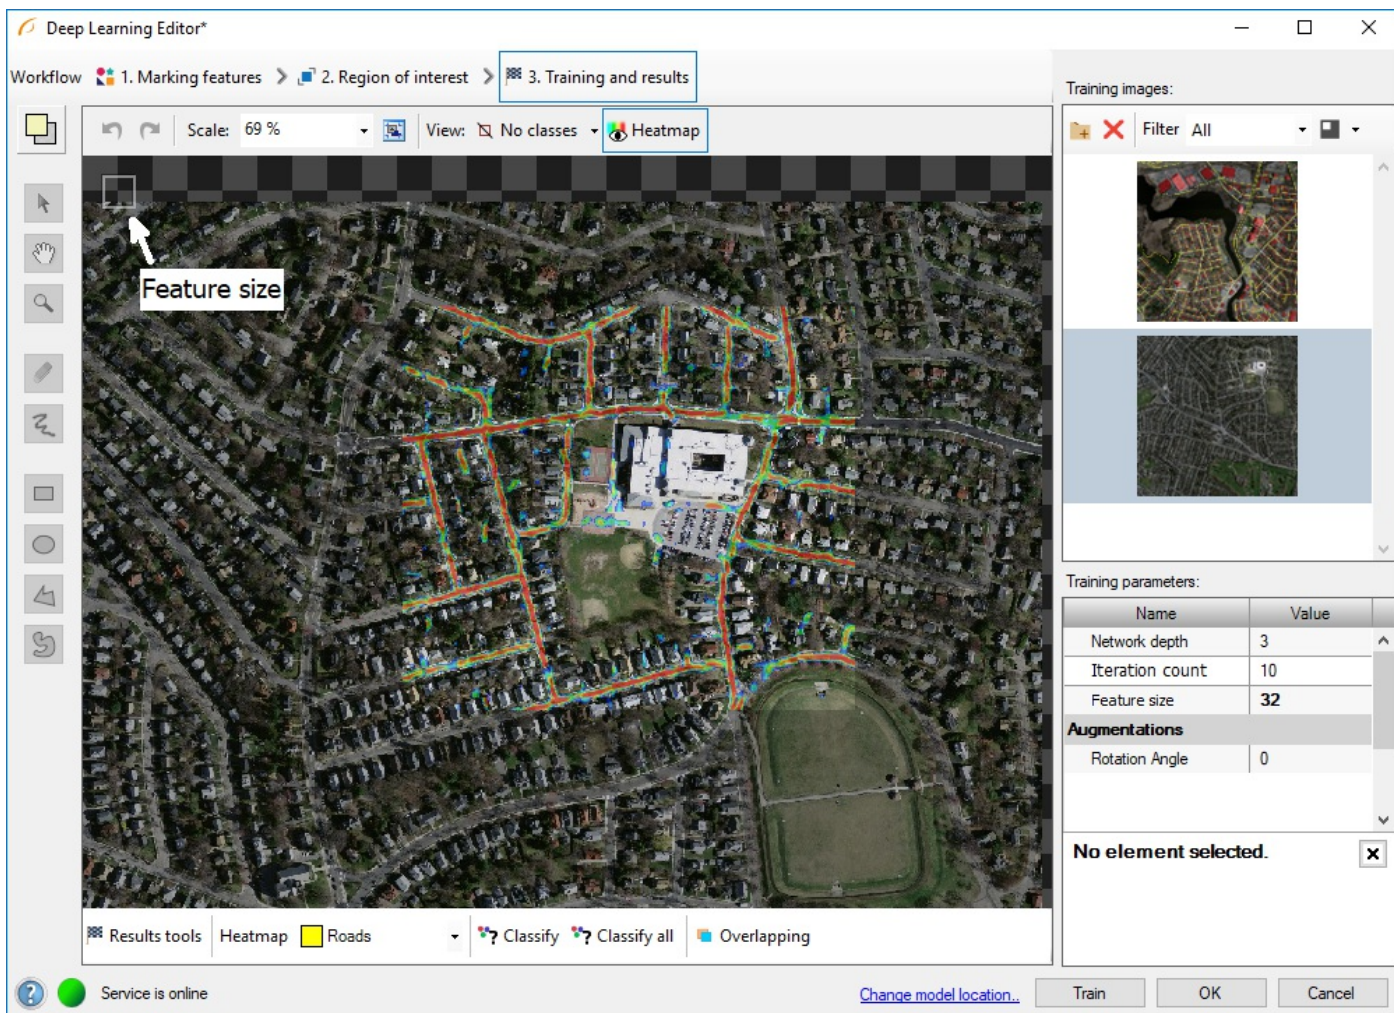 Deep Learning Editor*
Workflow 1. Marking features 2. Region of interest 3. Training and results
Scale: 69 % View: No classes Heatmap
Feature size
Results tools Heatmap Roads Classify Classify all Overlapping
Training images:
Filter All
Training parameters:
Name Value
Network depth 3
Iteration count 10
Feature size 32
Augmentations
Rotation Angle 0
No element selected.
Service is online
Change model location..
Train OK Cancel